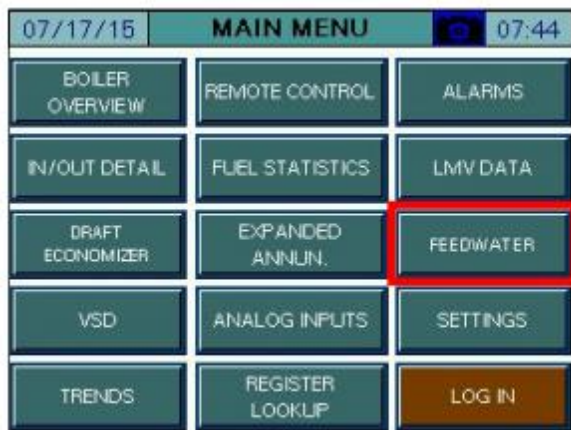 07/17/15 MAIN MENU 07:44
BOILER
OVERVIEW
REMOTE CONTROL
ALARMS
IN/OUT DETAIL
FUEL STATISTICS
LMV DATA
DRAFT
ECONOMIZER
EXPANDED
ANNUN.
FEEDWATER
VSD
ANALOG INPUTS
SETTINGS
TRENDS
REGISTER
LOOKUP
LOG IN